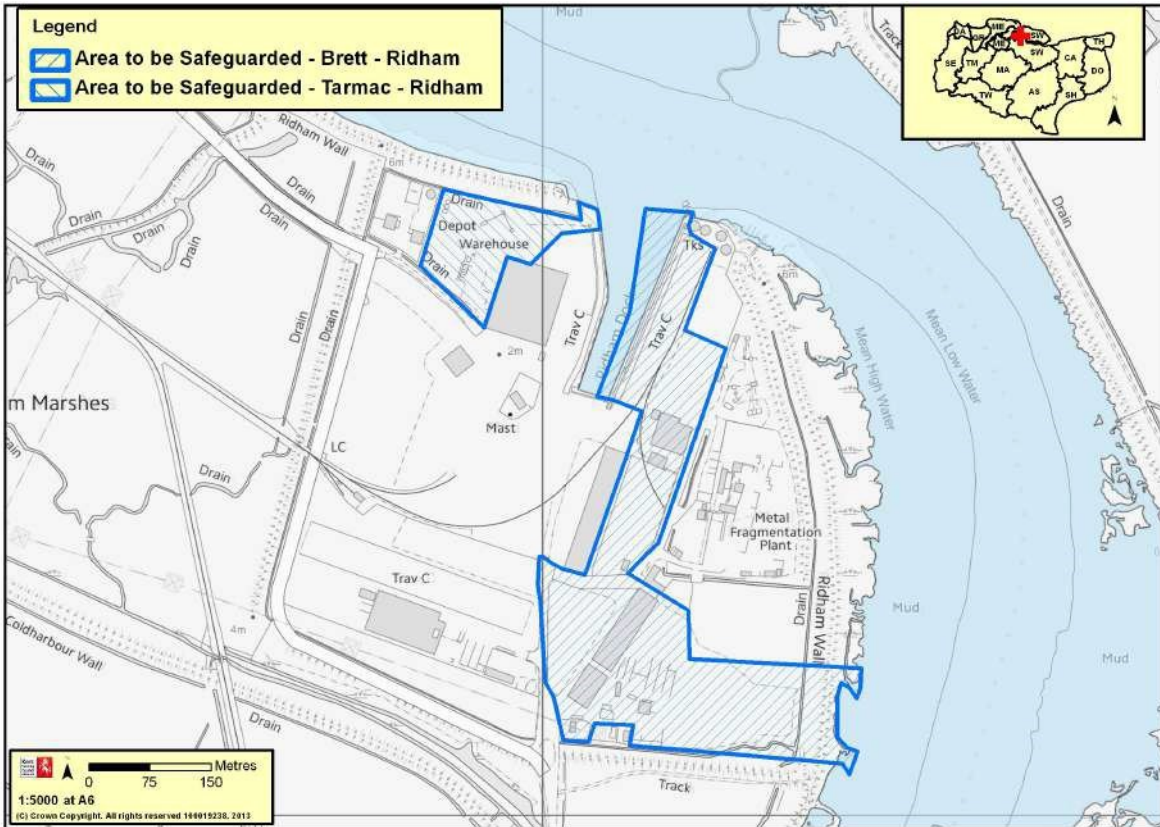 Legend
Area to be Safeguarded - Brett - Ridham
Area to be Safeguarded - Tarmac - Ridham
Mud
Track
ME
SW
SE
TM
MA
SW
CA
TH
DO
TW
AS
SH
Drain
Ridham Wall
6m
Drain
Drain
Drain
Drain
Drain
Drain
Drain
Depot
Warehouse
Drain
Tks
6m
Drain
Drain
Trav C
Ridham Dock
Trav C
2m
Mean High Water
Mean Low Water
m Marshes
Mast
LC
Drain
Metal
Fragmentation
Plant
Trav C
Drain
Ridham Wall
Mud
Mud
4m
Coldharbour Wall
Drain
Track
0 75 150 Metres
1:5000 at A6
(C) Crown Copyright. All rights reserved 100019238, 2013